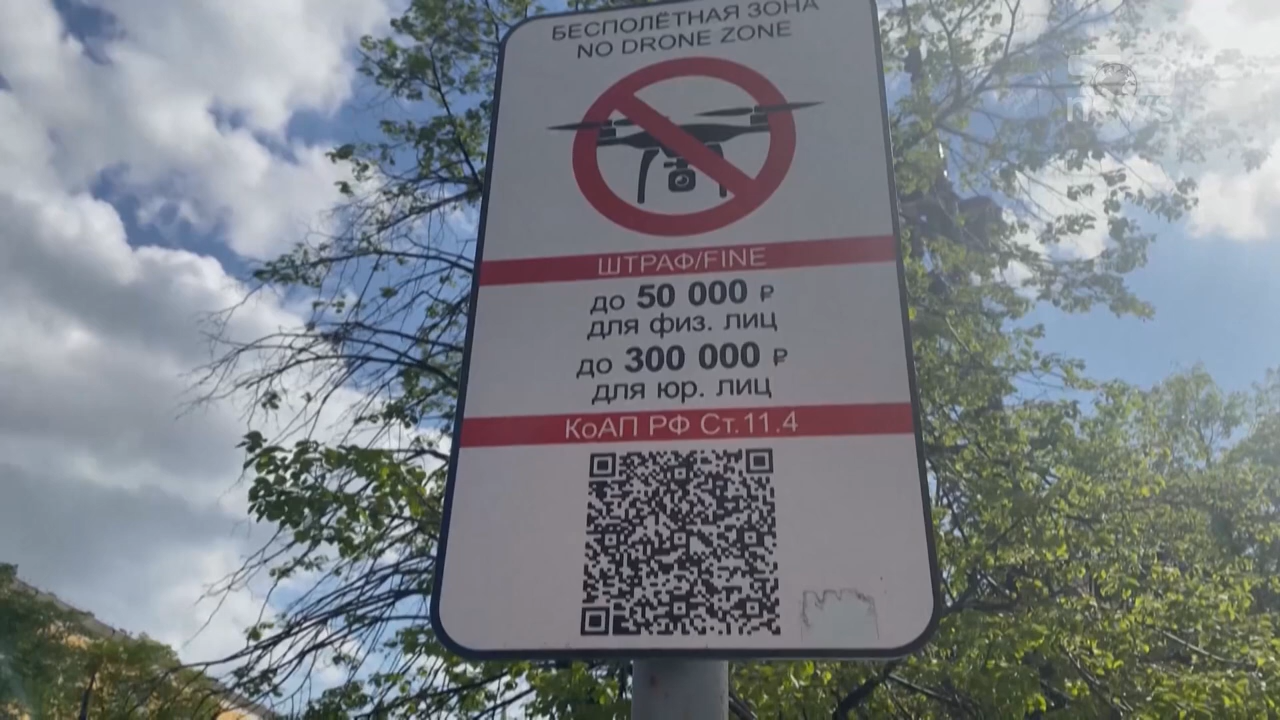 БЕСПОЛЁТНАЯ ЗОНА
NO DRONE ZONE
ШТРАФ/FINE
до 50 000 ₽
для физ. лиц
до 300 000 ₽
для юр. лиц
КоАП РФ Ст.11.4
news